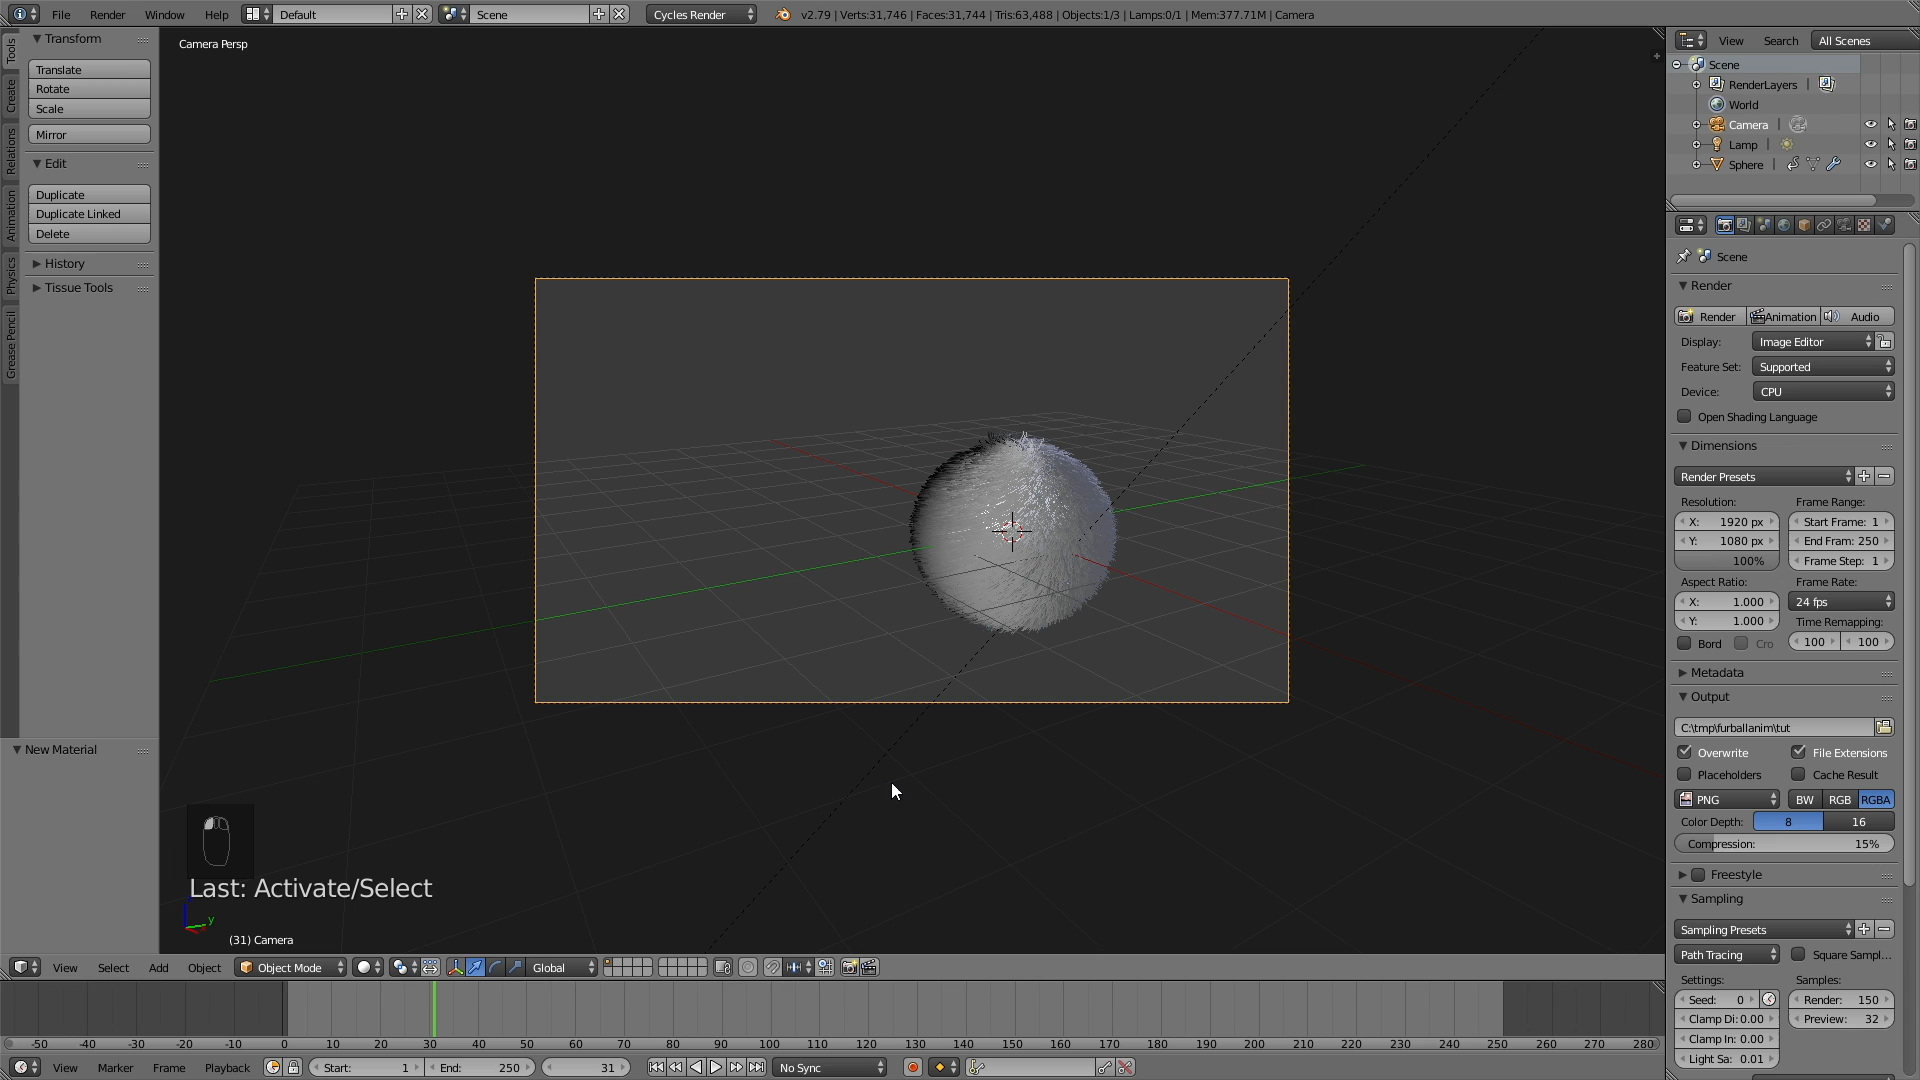 File Render Window Help Default Scene Cycles Render v2.79 | Verts:31,746 | Faces:31,744 | Tris:63,488 | Objects:1/3 | Lamps:0/1 | Mem:377.71M | Camera
Tools
Create
Relations
Animation
Physics
Grease Pencil
Transform
Translate
Rotate
Scale
Mirror
Edit
Duplicate
Duplicate Linked
Delete
History
Tissue Tools
New Material
Camera Persp
Last: Activate/Select
y
(31) Camera
View Search All Scenes
Scene
RenderLayers |
World
Camera |
Lamp |
Sphere |
Scene
Render
Render Animation Audio
Display: Image Editor
Feature Set: Supported
Device: CPU
Open Shading Language
Dimensions
Render Presets
Resolution: Frame Range:
X: 1920 px Start Frame: 1
Y: 1080 px End Fram: 250
100% Frame Step: 1
Aspect Ratio: Frame Rate:
X: 1.000 24 fps
Y: 1.000 Time Remapping:
Bord Cro 100 100
Metadata
Output
C:\tmp\furballanim\tut
Overwrite File Extensions
Placeholders Cache Result
PNG BW RGB RGBA
Color Depth: 8 16
Compression: 15%
Freestyle
Sampling
Sampling Presets
Path Tracing Square Sampl...
Settings: Samples:
Seed: 0 Render: 150
Clamp Di: 0.00 Preview: 32
Clamp In: 0.00
Light Sa: 0.01
View Select Add Object Object Mode Global
-50 -40 -30 -20 -10 0 10 20 30 40 50 60 70 80 90 100 110 120 130 140 150 160 170 180 190 200 210 220 230 240 250 260 270 280
View Marker Frame Playback Start: 1 End: 250 31 No Sync